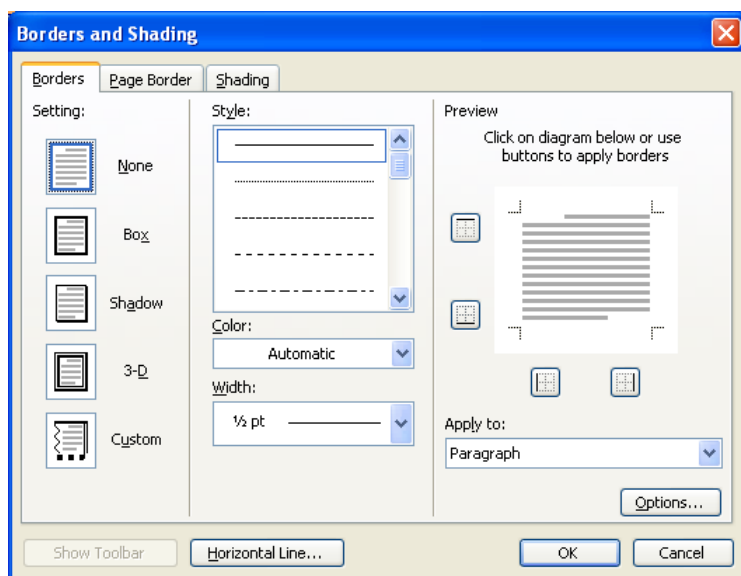 Borders and Shading
Borders
Page Border
Shading
Setting:
None
Box
Shadow
3-D
Custom
Style:
Color:
Automatic
Width:
½ pt
Preview
Click on diagram below or use
buttons to apply borders
Apply to:
Paragraph
Options...
Show Toolbar
Horizontal Line...
OK
Cancel